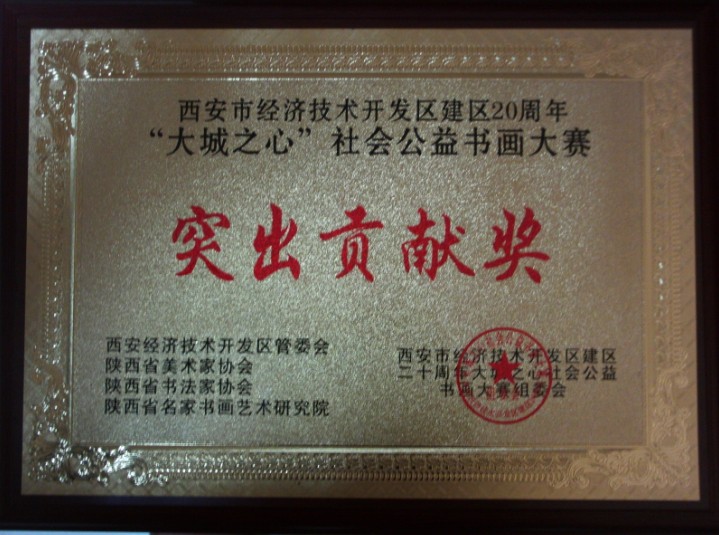 西安市经济技术开发区建区20周年
“大城之心”社会公益书画大赛
突出贡献奖
西安经济技术开发区管委会
陕西省美术家协会
陕西省书法家协会
陕西省名家书画艺术研究院
西安市经济技术开发区建区
二十周年大城之心社会公益
书画大赛组委会